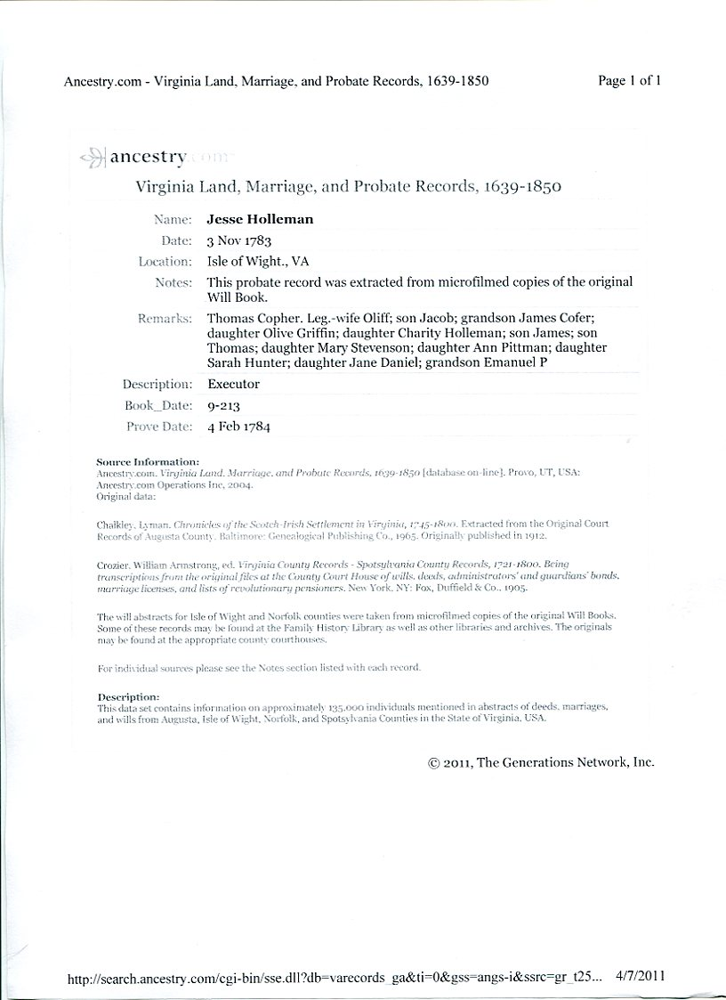 Ancestry.com - Virginia Land, Marriage, and Probate Records, 1639-1850 Page 1 of 1
ancestry.com
Virginia Land, Marriage, and Probate Records, 1639-1850
Name: Jesse Holleman
Date: 3 Nov 1783
Location: Isle of Wight., VA
Notes: This probate record was extracted from microfilmed copies of the original
Will Book.
Remarks: Thomas Copher. Leg.-wife Oliff; son Jacob; grandson James Cofer;
daughter Olive Griffin; daughter Charity Holleman; son James; son
Thomas; daughter Mary Stevenson; daughter Ann Pittman; daughter
Sarah Hunter; daughter Jane Daniel; grandson Emanuel P
Description: Executor
Book_Date: 9-213
Prove Date: 4 Feb 1784
Source Information:
Ancestry.com. Virginia Land, Marriage, and Probate Records, 1639-1850 [database on-line]. Provo, UT, USA:
Ancestry.com Operations Inc, 2004.
Original data:
Chalkley, Lyman. Chronicles of the Scotch-Irish Settlement in Virginia, 1745-1800. Extracted from the Original Court
Records of Augusta County. Baltimore: Genealogical Publishing Co., 1965. Originally published in 1912.
Crozier, William Armstrong, ed. Virginia County Records - Spotsylvania County Records, 1721-1800. Being
transcriptions from the original files at the County Court House of wills, deeds, administrators' and guardians' bonds,
marriage licenses, and lists of revolutionary pensioners. New York, NY: Fox, Duffield & Co., 1905.
The will abstracts for Isle of Wight and Norfolk counties were taken from microfilmed copies of the original Will Books.
Some of these records may be found at the Family History Library as well as other libraries and archives. The originals
may be found at the appropriate county courthouses.
For individual sources please see the Notes section listed with each record.
Description:
This data set contains information on approximately 135,000 individuals mentioned in abstracts of deeds, marriages,
and wills from Augusta, Isle of Wight, Norfolk, and Spotsylvania Counties in the State of Virginia, USA.
© 2011, The Generations Network, Inc.
http://search.ancestry.com/cgi-bin/sse.dll?db=varecords_ga&ti=0&gss=angs-i&ssrc=gr_t25... 4/7/2011